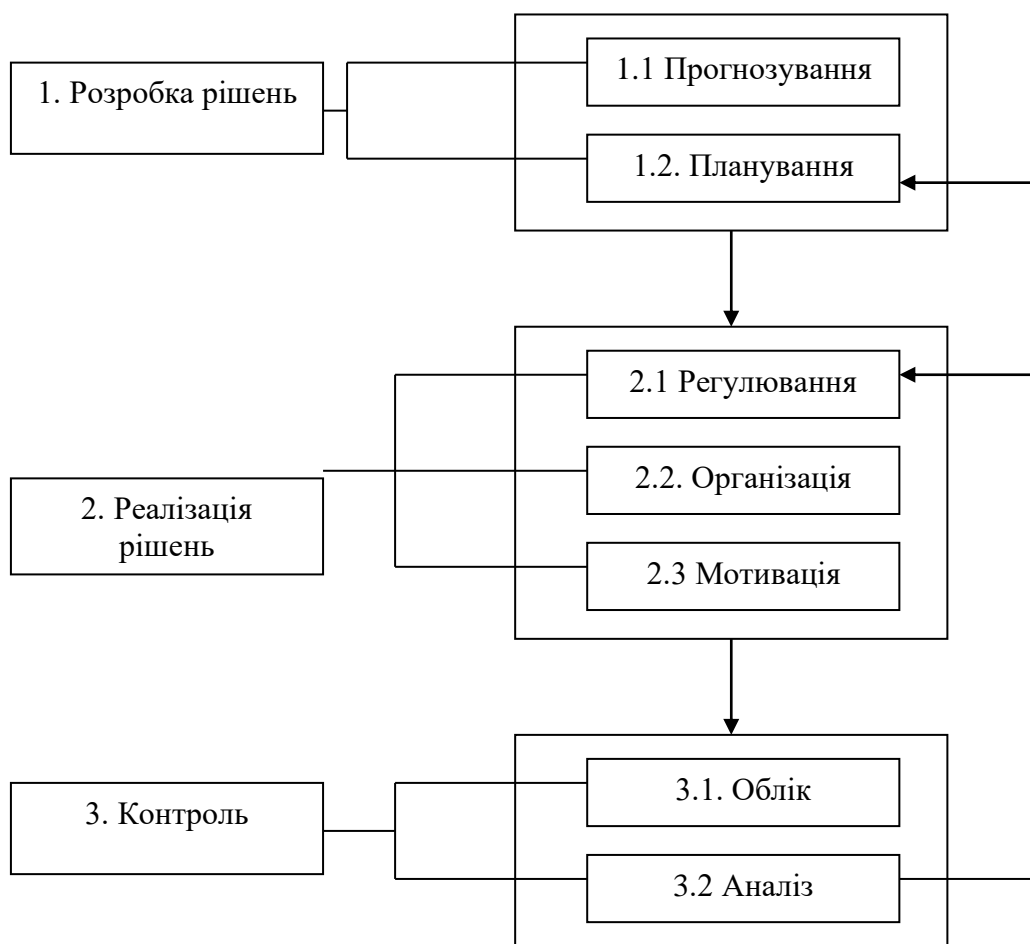 1. Розробка рішень
1.1 Прогнозування
1.2. Планування
2. Реалізація
рішень
2.1 Регулювання
2.2. Організація
2.3 Мотивація
3. Контроль
3.1. Облік
3.2 Аналіз